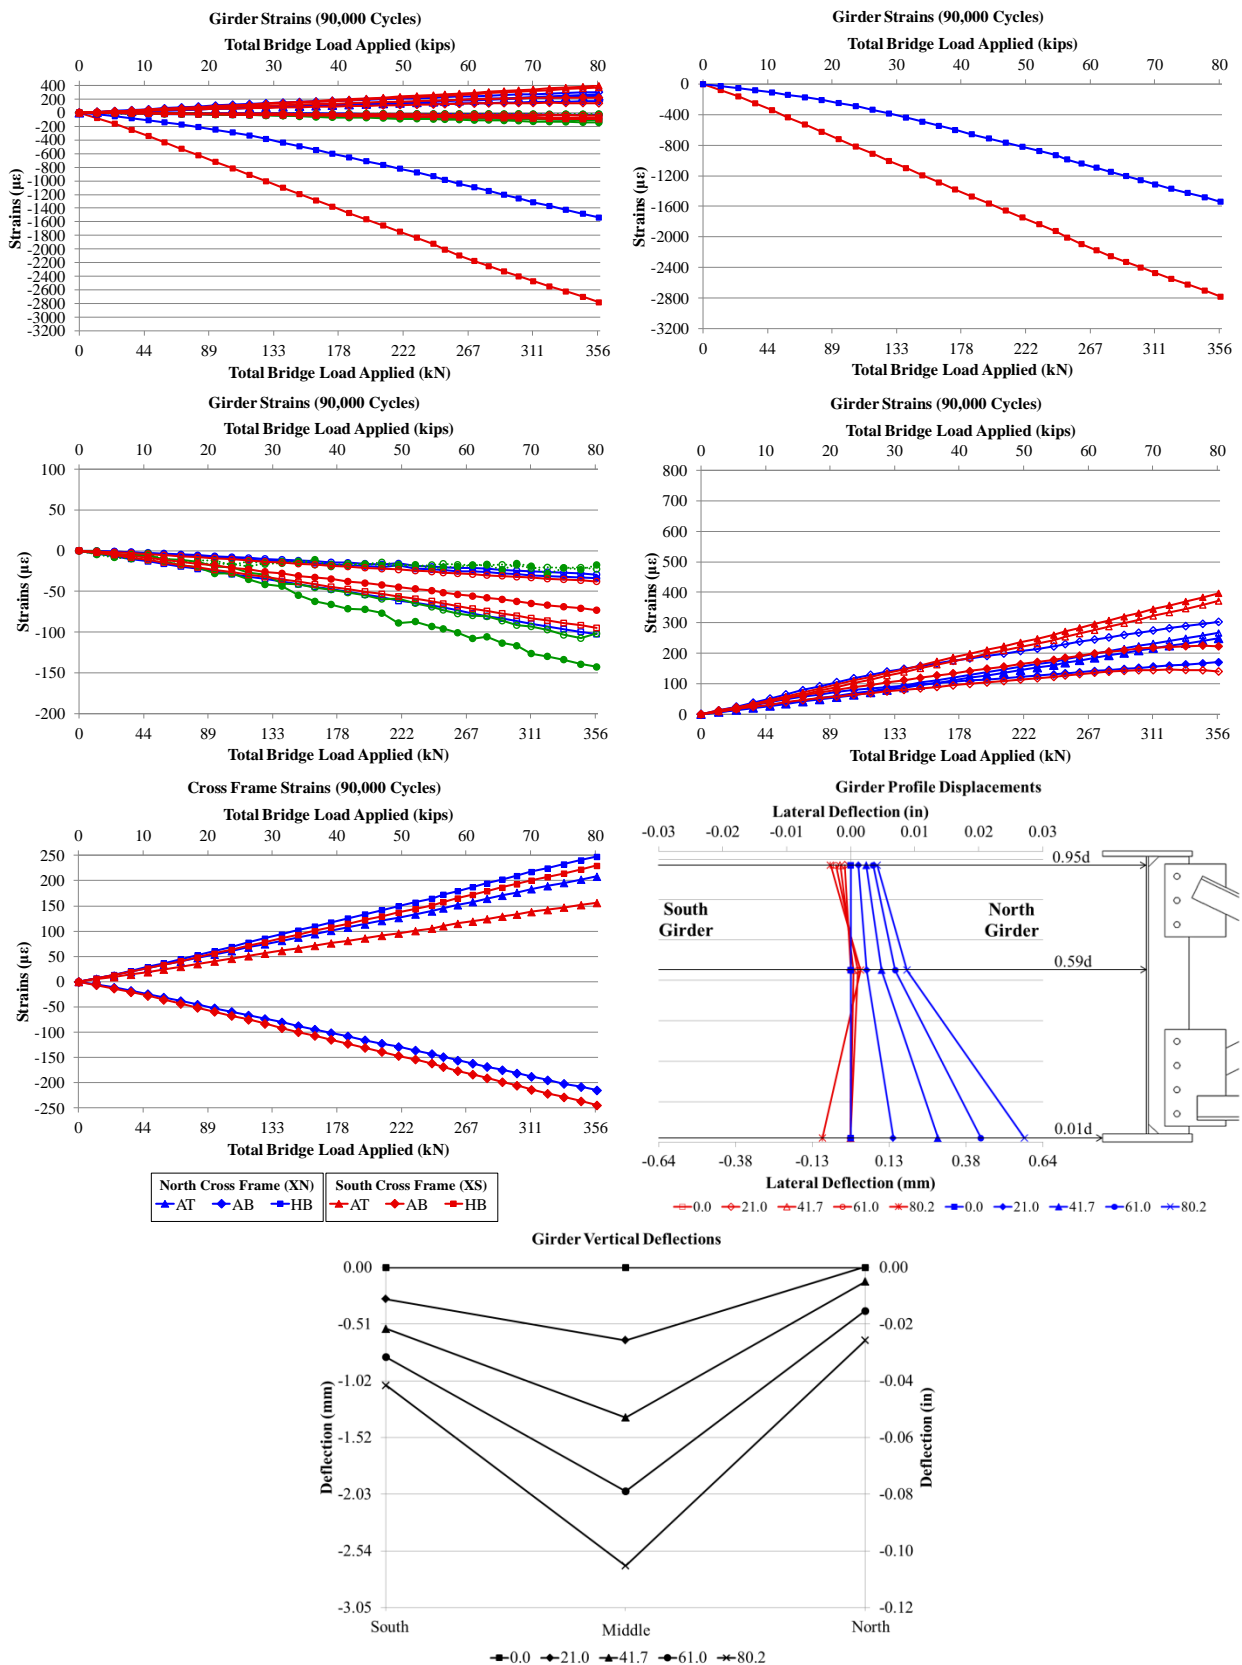 Girder Strains (90,000 Cycles)
Total Bridge Load Applied (kips)
0 10 20 30 40 50 60 70 80
400
200
0
-200
-400
-600
-800
-1000
-1200
-1400
-1600
-1800
-2000
-2200
-2400
-2600
-2800
-3000
-3200
Strains (με)
0 44 89 133 178 222 267 311 356
Total Bridge Load Applied (kN)
Girder Strains (90,000 Cycles)
Total Bridge Load Applied (kips)
0 10 20 30 40 50 60 70 80
0
-400
-800
-1200
-1600
-2000
-2400
-2800
-3200
Strains (με)
0 44 89 133 178 222 267 311 356
Total Bridge Load Applied (kN)
Girder Strains (90,000 Cycles)
Total Bridge Load Applied (kips)
0 10 20 30 40 50 60 70 80
100
50
0
-50
-100
-150
-200
Strains (με)
0 44 89 133 178 222 267 311 356
Total Bridge Load Applied (kN)
Girder Strains (90,000 Cycles)
Total Bridge Load Applied (kips)
0 10 20 30 40 50 60 70 80
800
700
600
500
400
300
200
100
0
Strains (με)
0 44 89 133 178 222 267 311 356
Total Bridge Load Applied (kN)
Cross Frame Strains (90,000 Cycles)
Total Bridge Load Applied (kips)
0 10 20 30 40 50 60 70 80
250
200
150
100
50
0
-50
-100
-150
-200
-250
Strains (με)
0 44 89 133 178 222 267 311 356
Total Bridge Load Applied (kN)
North Cross Frame (XN) South Cross Frame (XS)
AT AB HB AT AB HB
Girder Profile Displacements
Lateral Deflection (in)
-0.03 -0.02 -0.01 0.00 0.01 0.02 0.03
0.95d
South Girder
North Girder
0.59d
0.01d
-0.64 -0.38 -0.13 0.13 0.38 0.64
Lateral Deflection (mm)
0.0 21.0 41.7 61.0 80.2 0.0 21.0 41.7 61.0 80.2
Girder Vertical Deflections
0.00
-0.51
-1.02
-1.52
-2.03
-2.54
-3.05
Deflection (mm)
0.00
-0.02
-0.04
-0.06
-0.08
-0.10
-0.12
Deflection (in)
South Middle North
0.0 21.0 41.7 61.0 80.2